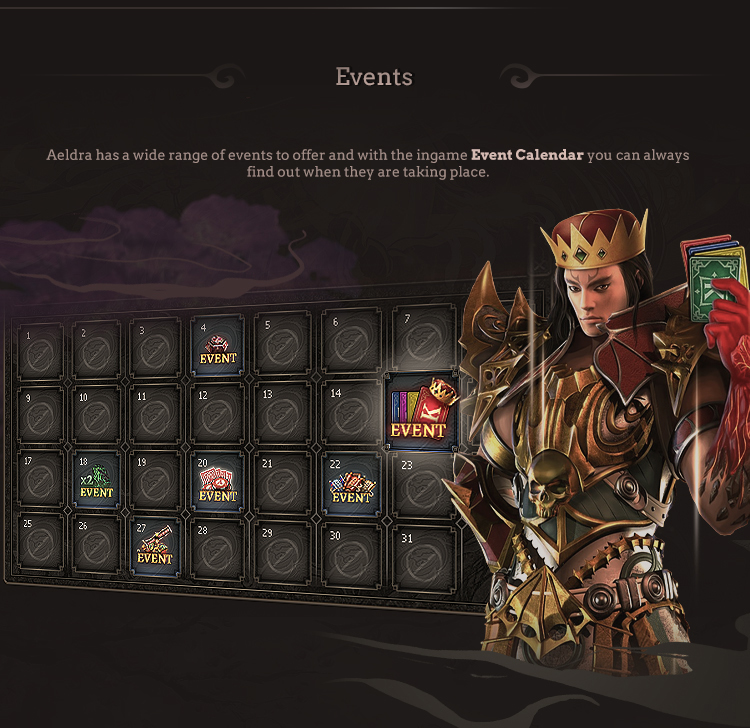 Events
Aeldra has a wide range of events to offer and with the ingame Event Calendar you can always
find out when they are taking place.
1 2 3 4 5 6 7
EVENT
9 10 11 12 13 14
K
EVENT
17 18 19 20 21 22 23
x2
EVENT EVENT EVENT
25 26 27 28 29 30 31
EVENT